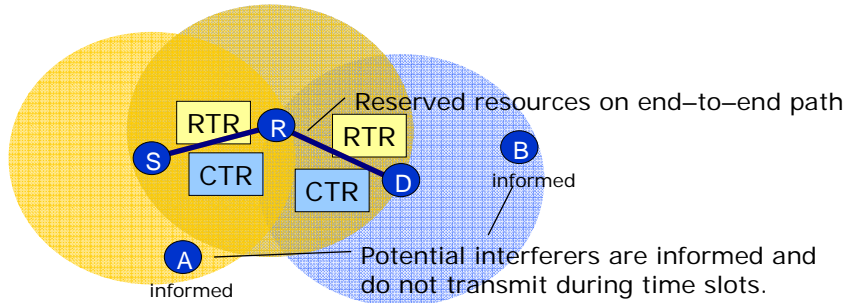 Reserved resources on end–to–end path
RTR
R
RTR
S
B
CTR
CTR
D
informed
A
Potential interferers are informed and
do not transmit during time slots.
informed